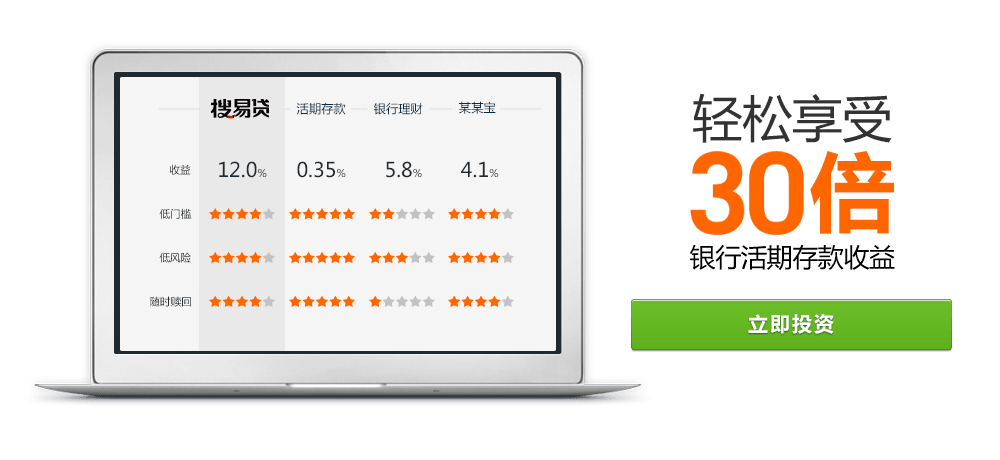 搜易贷 活期存款 银行理财 某某宝
收益 12.0% 0.35% 5.8% 4.1%
低门槛
低风险
随时赎回
轻松享受
30倍
银行活期存款收益
立即投资